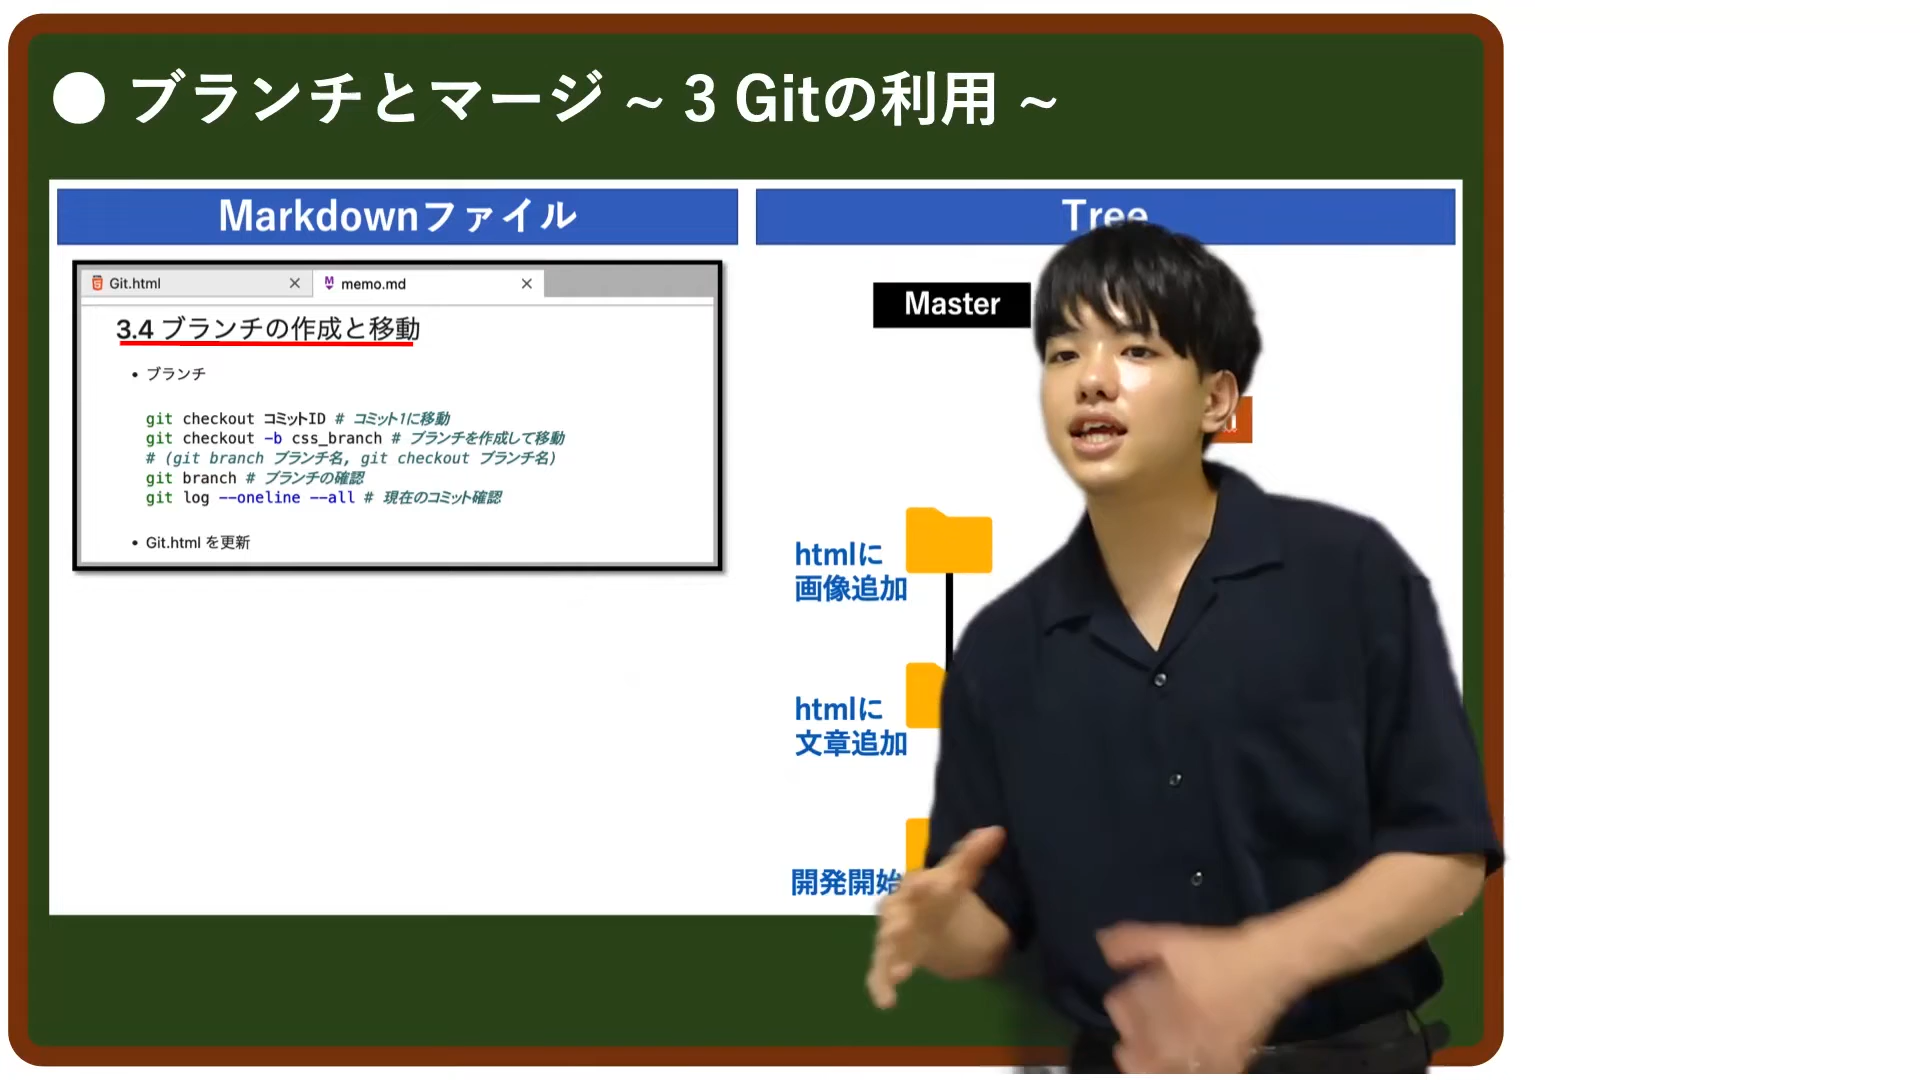 ● ブランチとマージ ~ 3 Gitの利用 ~
Markdownファイル
Git.html
memo.md
3.4 ブランチの作成と移動
• ブランチ
git checkout コミットID # コミット1に移動
git checkout -b css_branch # ブランチを作成して移動
# (git branch ブランチ名, git checkout ブランチ名)
git branch # ブランチの確認
git log --oneline --all # 現在のコミット確認
• Git.html を更新
Tree
Master
htmlに
画像追加
htmlに
文章追加
開発開始